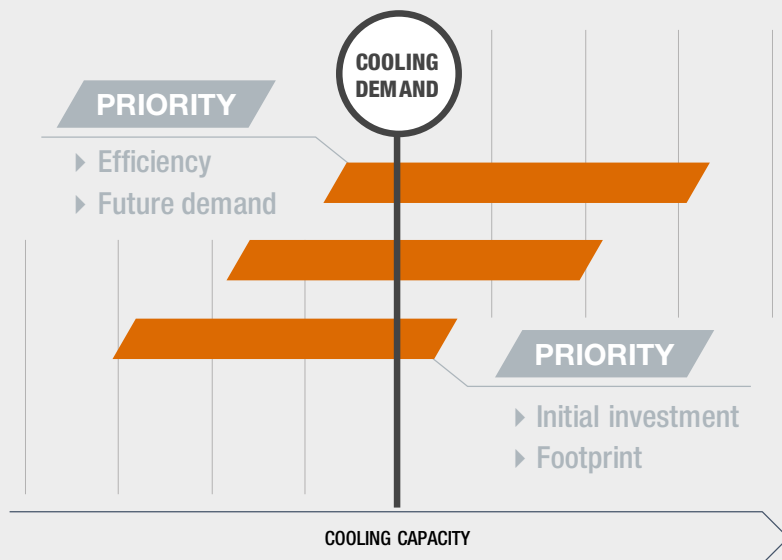 COOLING
DEMAND
PRIORITY
Efficiency
Future demand
PRIORITY
Initial investment
Footprint
COOLING CAPACITY